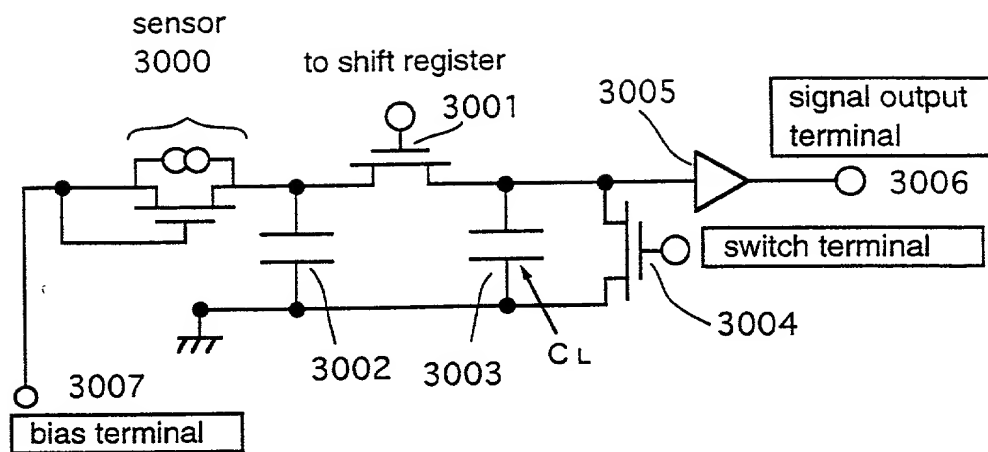 sensor
3000
to shift register
3001
3005
signal output
terminal
3006
switch terminal
3004
3002
3003
CL
3007
bias terminal